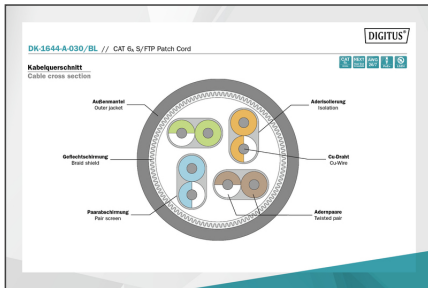 DIGITUS
DK-1644-A-030/BL // CAT 6A S/FTP Patch Cord
Kabelquerschnitt
Cable cross section
Außenmantel
Outer jacket
Aderisolierung
Isolation
Geflechtschirmung
Braid shield
Cu-Draht
Cu-Wire
Paarabschirmung
Pair screen
Adernpaare
Twisted pair